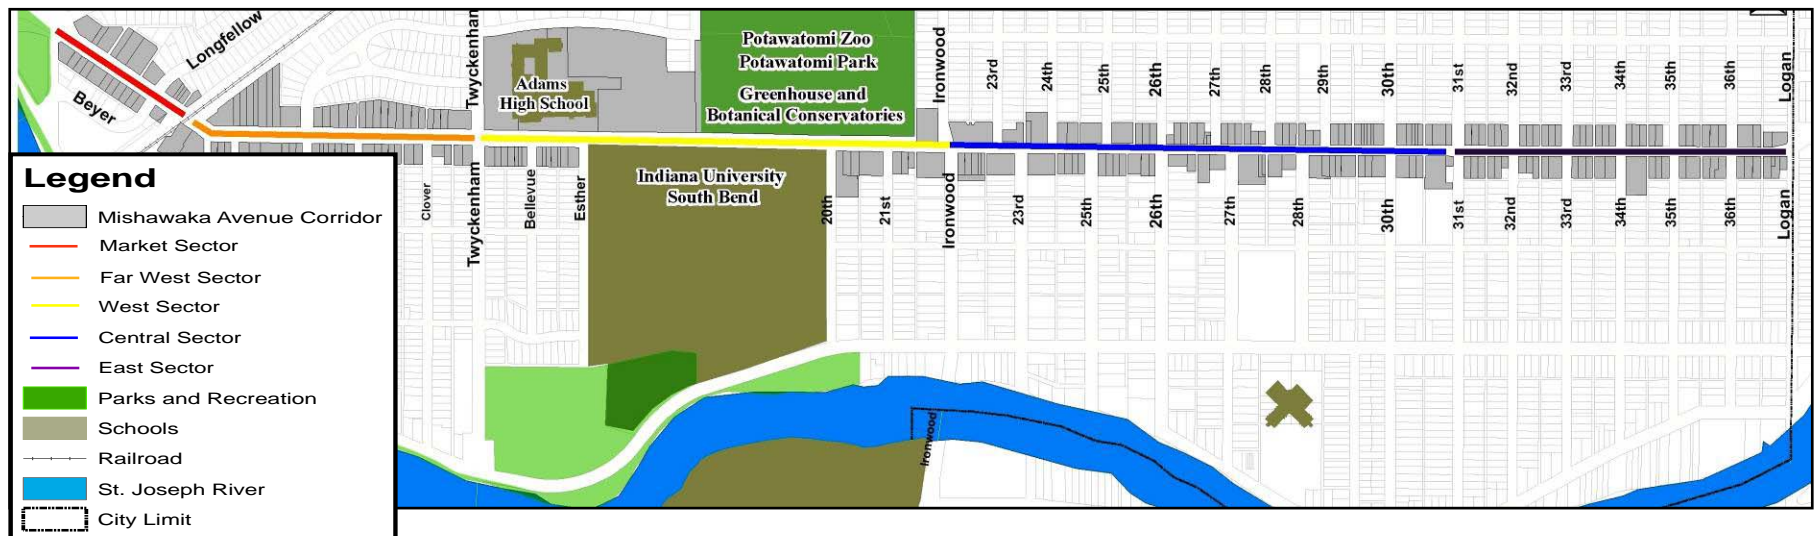 Longfellow
Beyer
Twyckenham
Adams
High School
Potawatomi Zoo
Potawatomi Park
Greenhouse and
Botanical Conservatories
Ironwood
23rd
24th
25th
26th
27th
28th
29th
30th
31st
32nd
33rd
34th
35th
36th
Logan
Clover
Twyckenham
Bellevue
Esther
Indiana University
South Bend
20th
21st
Ironwood
23rd
25th
26th
27th
28th
30th
31st
32nd
33rd
34th
35th
36th
Logan
Ironwood
Legend
Mishawaka Avenue Corridor
Market Sector
Far West Sector
West Sector
Central Sector
East Sector
Parks and Recreation
Schools
Railroad
St. Joseph River
City Limit